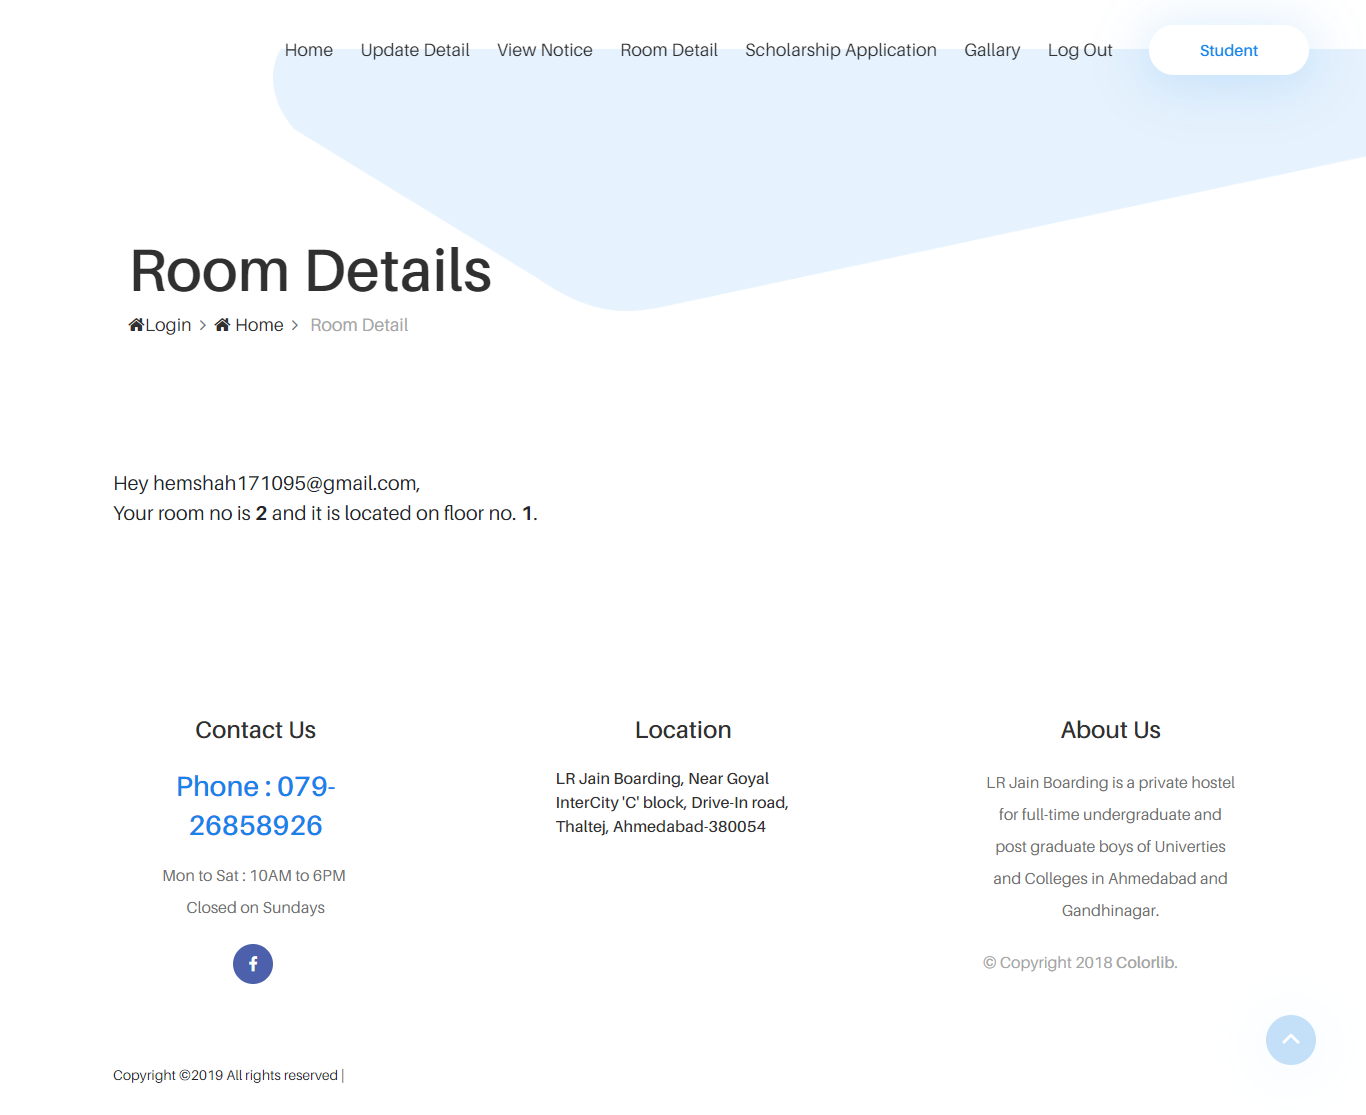 Home Update Detail View Notice Room Detail Scholarship Application Gallary Log Out Student
Room Details
Login > Home > Room Detail
Hey hemshah171095@gmail.com,
Your room no is 2 and it is located on floor no. 1.
Contact Us
Phone : 079-
26858926
Mon to Sat : 10AM to 6PM
Closed on Sundays
Location
LR Jain Boarding, Near Goyal
InterCity 'C' block, Drive-In road,
Thaltej, Ahmedabad-380054
About Us
LR Jain Boarding is a private hostel
for full-time undergraduate and
post graduate boys of Univerties
and Colleges in Ahmedabad and
Gandhinagar.
© Copyright 2018 Colorlib.
Copyright ©2019 All rights reserved |